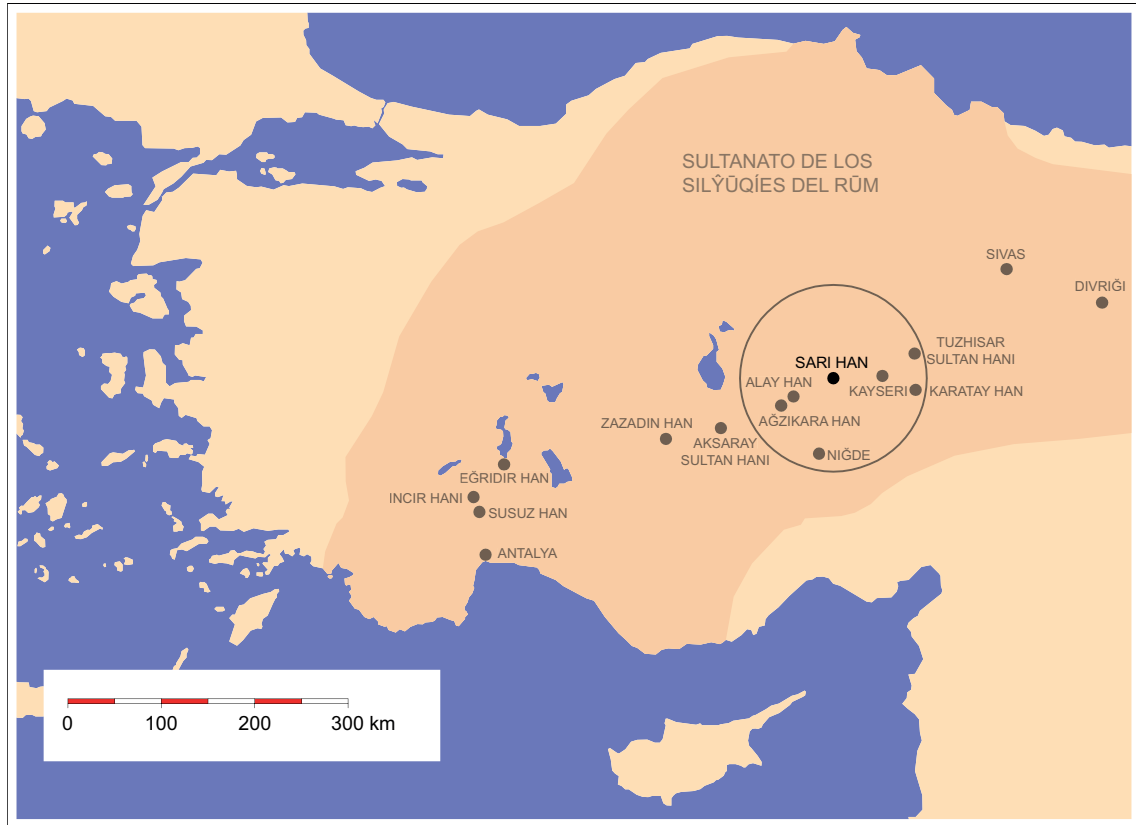 SULTANATO DE LOS
SILŶŪQÍES DEL RŪM
SIVAS
DIVRIĞI
TUZHISAR
SULTAN HANI
SARI HAN
ALAY HAN
KAYSERI
KARATAY HAN
AĞZIKARA HAN
ZAZADIN HAN
AKSARAY
SULTAN HANI
NIĞDE
EĞRIDIR HAN
INCIR HANI
SUSUZ HAN
ANTALYA
0 100 200 300 km